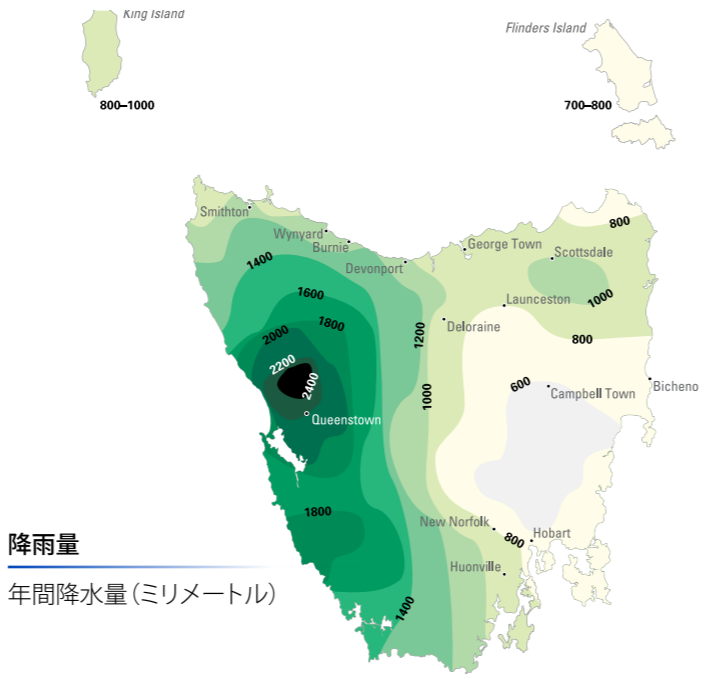 King Island
Flinders Island
800–1000
700–800
Smithton
800
Wynyard
Burnie
George Town
1400
Scottsdale
Devonport
1600
1000
Launceston
1800
Deloraine
2000
1200
800
2200
2400
600
Bicheno
Campbell Town
1000
Queenstown
1800
New Norfolk
800
Hobart
降雨量
Huonville
年間降水量（ミリメートル）
1400